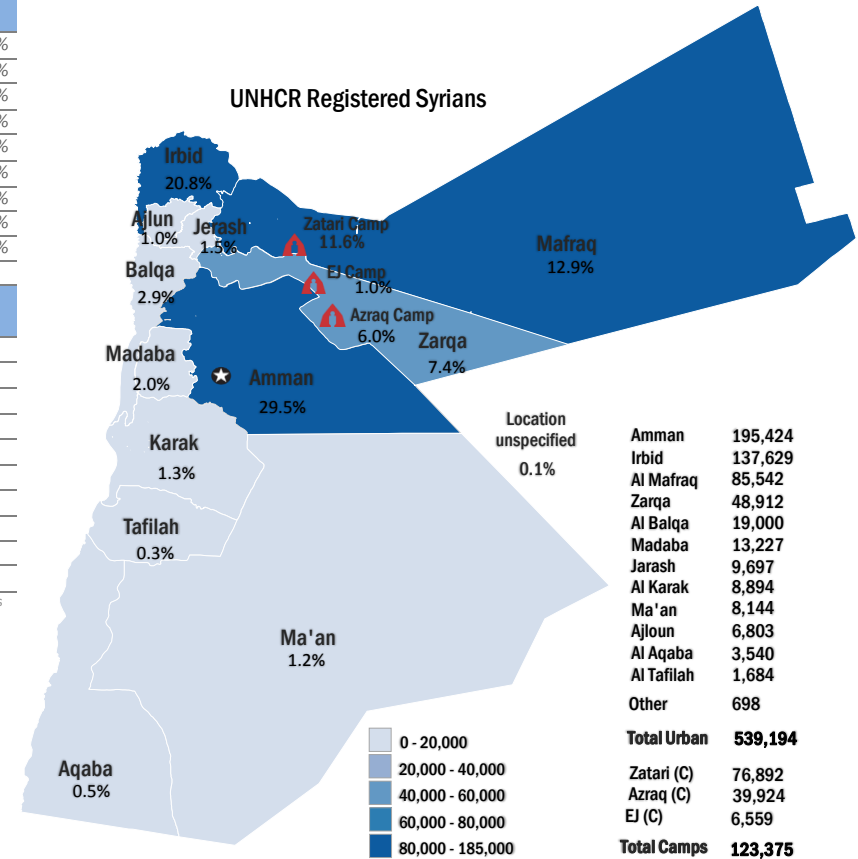 %
%
%
%
%
%
%
%
%
s
UNHCR Registered Syrians
Irbid
20.8%
Ajlun
1.0%
Jerash
1.5%
Zatari Camp
11.6%
Mafraq
12.9%
Balqa
2.9%
EJ Camp
1.0%
Azraq Camp
6.0%
Zarqa
7.4%
Madaba
2.0%
Amman
29.5%
Location
unspecified
0.1%
Karak
1.3%
Tafilah
0.3%
Ma'an
1.2%
Aqaba
0.5%
0 - 20,000
20,000 - 40,000
40,000 - 60,000
60,000 - 80,000
80,000 - 185,000
Amman 195,424
Irbid 137,629
Al Mafraq 85,542
Zarqa 48,912
Al Balqa 19,000
Madaba 13,227
Jarash 9,697
Al Karak 8,894
Ma'an 8,144
Ajloun 6,803
Al Aqaba 3,540
Al Tafilah 1,684
Other 698
Total Urban 539,194
Zatari (C) 76,892
Azraq (C) 39,924
EJ (C) 6,559
Total Camps 123,375